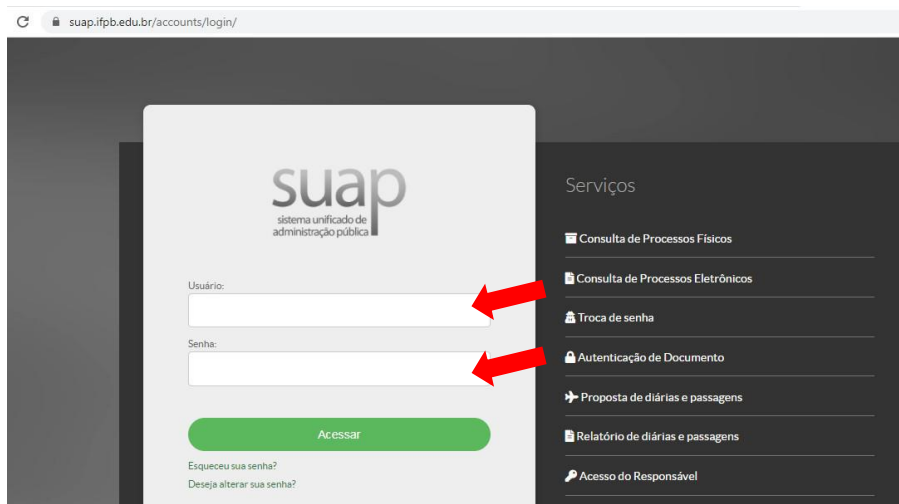 suap.ifpb.edu.br/accounts/login/
suap
sistema unificado de
administração pública
Usuário:
Senha:
Acessar
Esqueceu sua senha?
Deseja alterar sua senha?
Serviços
Consulta de Processos Físicos
Consulta de Processos Eletrônicos
Troca de senha
Autenticação de Documento
Proposta de diárias e passagens
Relatório de diárias e passagens
Acesso do Responsável